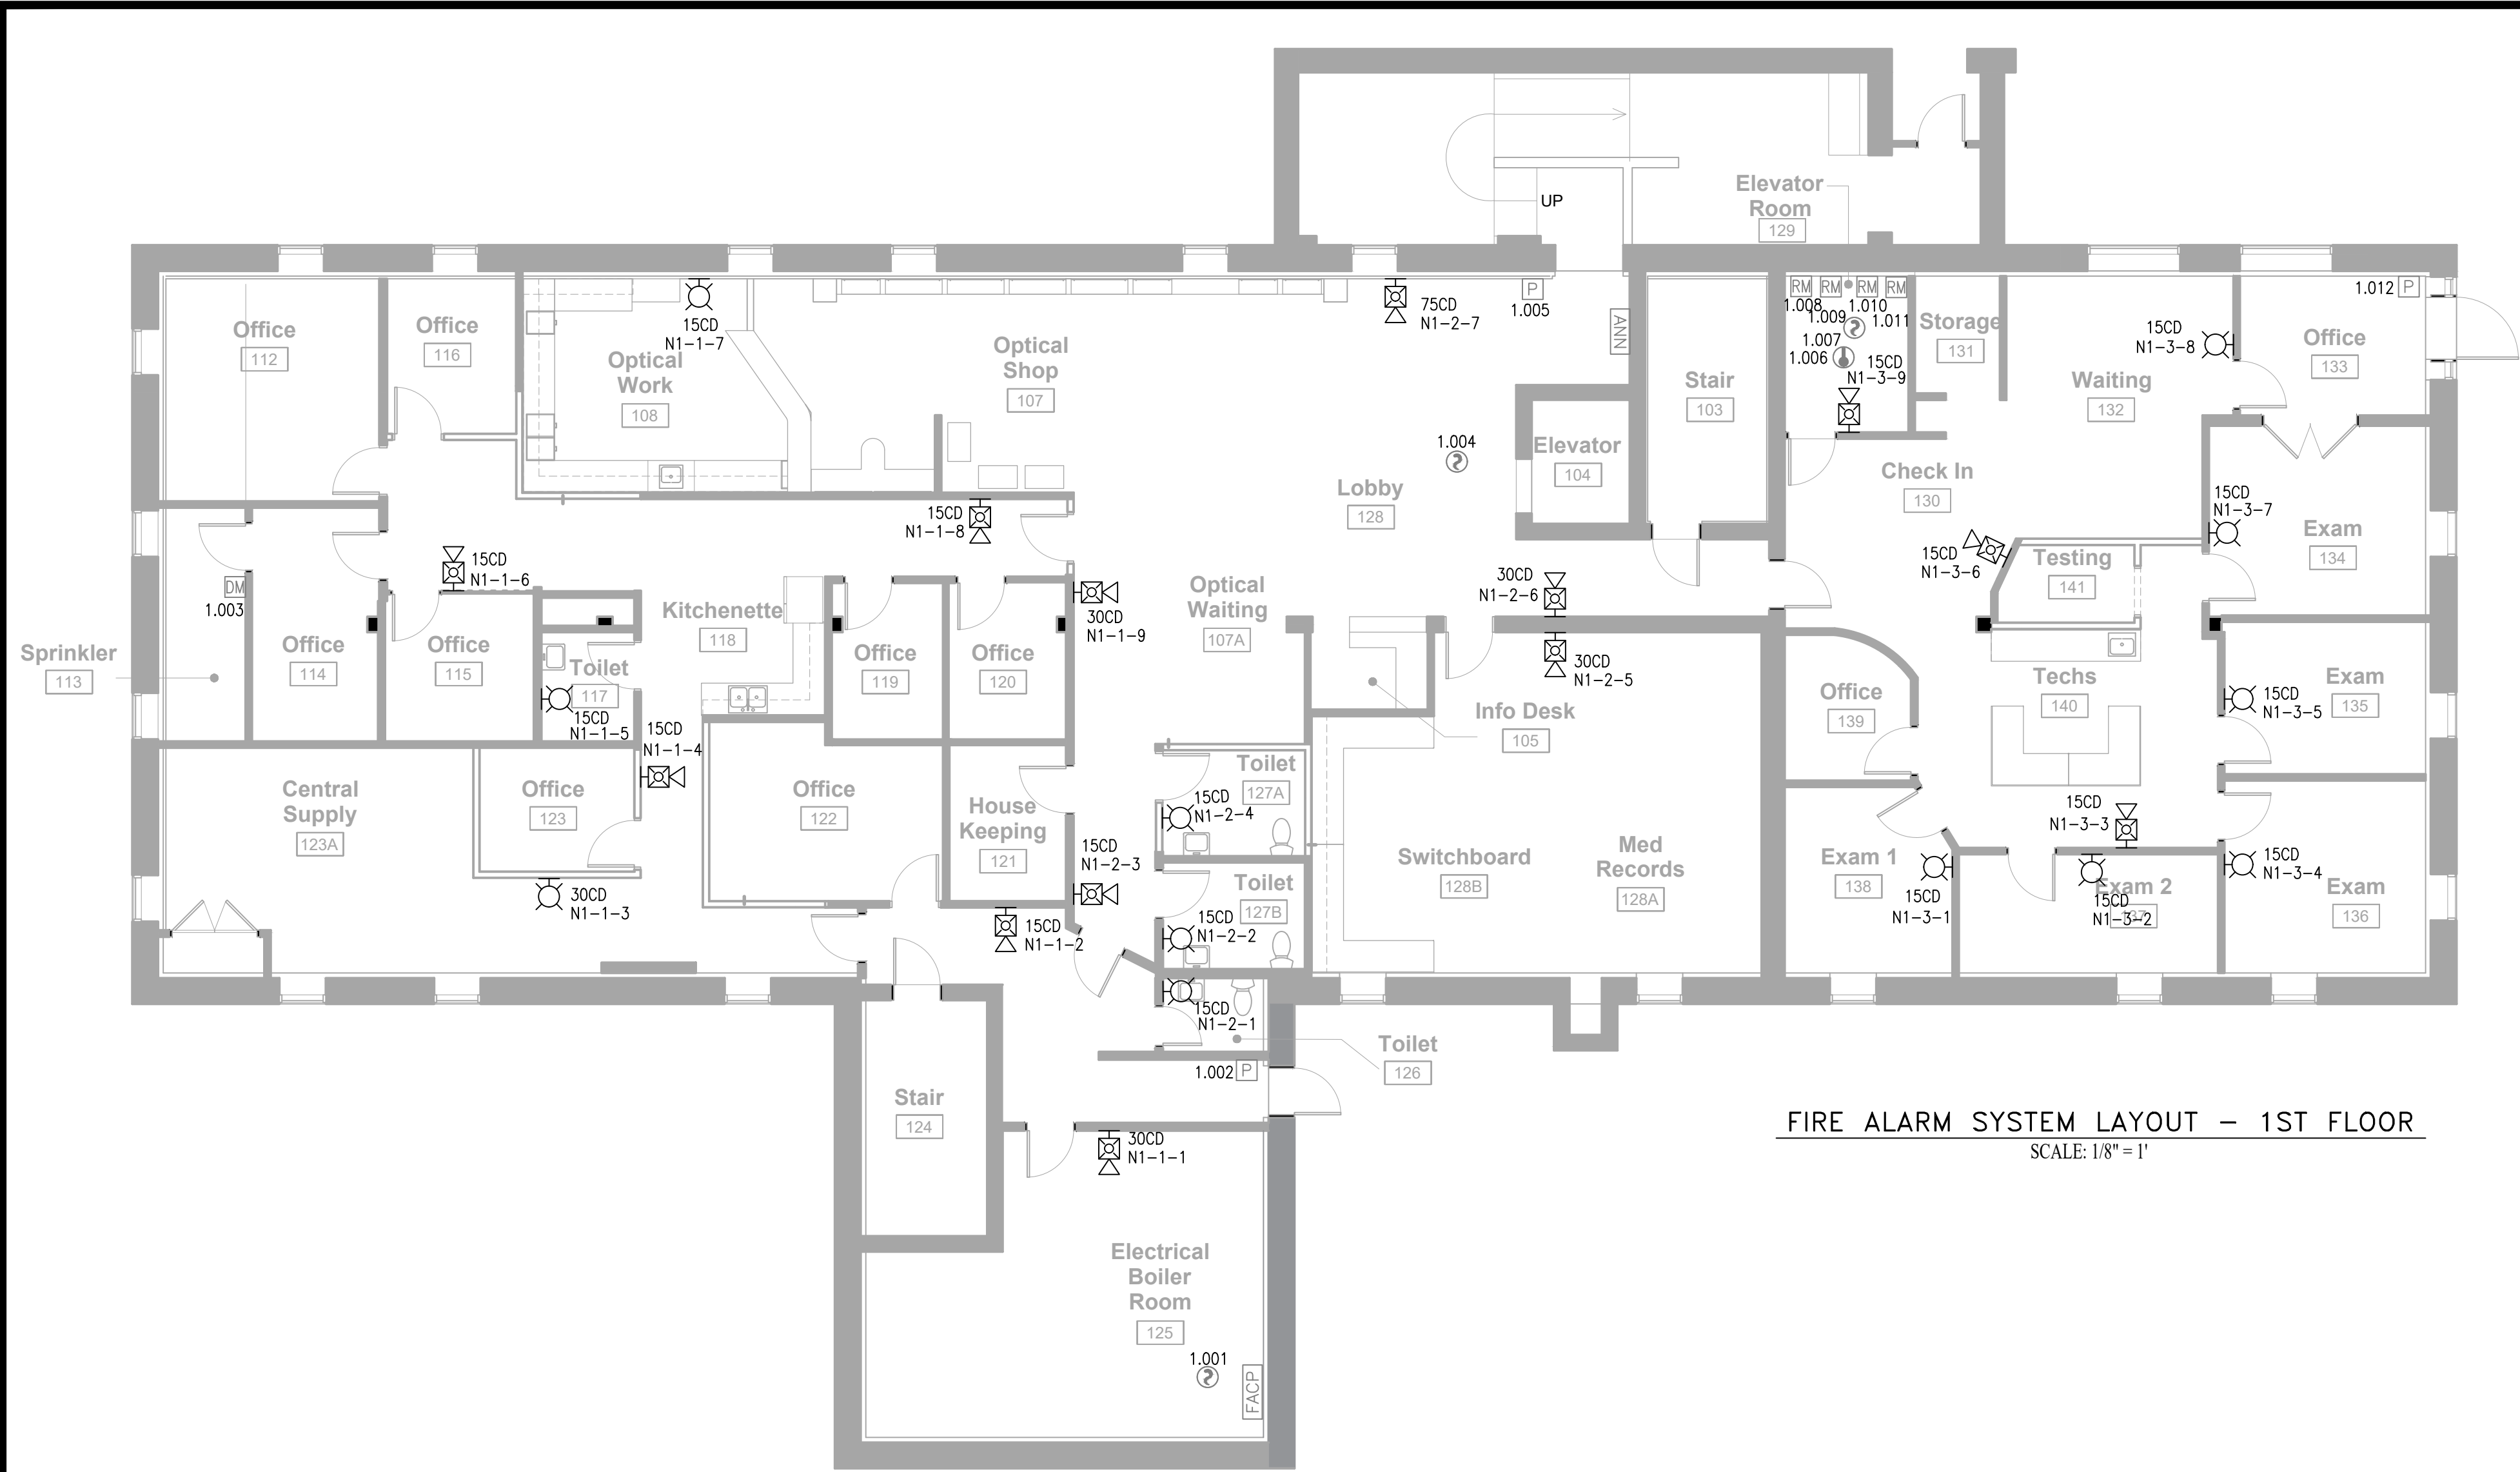 UP
Elevator
Room
129
Office
112
Office
116
15CD
N1-1-7
Optical
Work
108
Optical
Shop
107
75CD
N1-2-7
P
1.005
ANN
Stair
103
RM
RM
RM
RM
1.008
1.009
1.010
1.011
1.007
1.006
15CD
N1-3-9
Storage
131
15CD
N1-3-8
Waiting
132
1.012
P
Office
133
1.004
Elevator
104
Lobby
128
Check In
130
15CD
N1-3-7
Exam
134
15CD
N1-1-8
15CD
N1-1-6
DM
1.003
Sprinkler
113
Office
114
Office
115
Toilet
117
15CD
N1-1-5
Kitchenette
118
Office
119
Office
120
30CD
N1-1-9
Optical
Waiting
107A
30CD
N1-2-6
30CD
N1-2-5
15CD
N1-3-6
Testing
141
Info Desk
105
Office
139
Techs
140
15CD
N1-3-5
Exam
135
15CD
N1-1-4
Central
Supply
123A
Office
123
Office
122
House
Keeping
121
Toilet
127A
15CD
N1-2-4
15CD
N1-2-3
Toilet
127B
15CD
N1-2-2
Switchboard
128B
Med
Records
128A
Exam 1
138
15CD
N1-3-1
15CD
N1-3-3
Exam 2
137
15CD
N1-3-2
15CD
N1-3-4
Exam
136
30CD
N1-1-3
15CD
N1-1-2
15CD
N1-2-1
Toilet
126
1.002
P
Stair
124
30CD
N1-1-1
Electrical
Boiler
Room
125
1.001
FACP
FIRE ALARM SYSTEM LAYOUT – 1ST FLOOR
SCALE: 1/8" = 1'